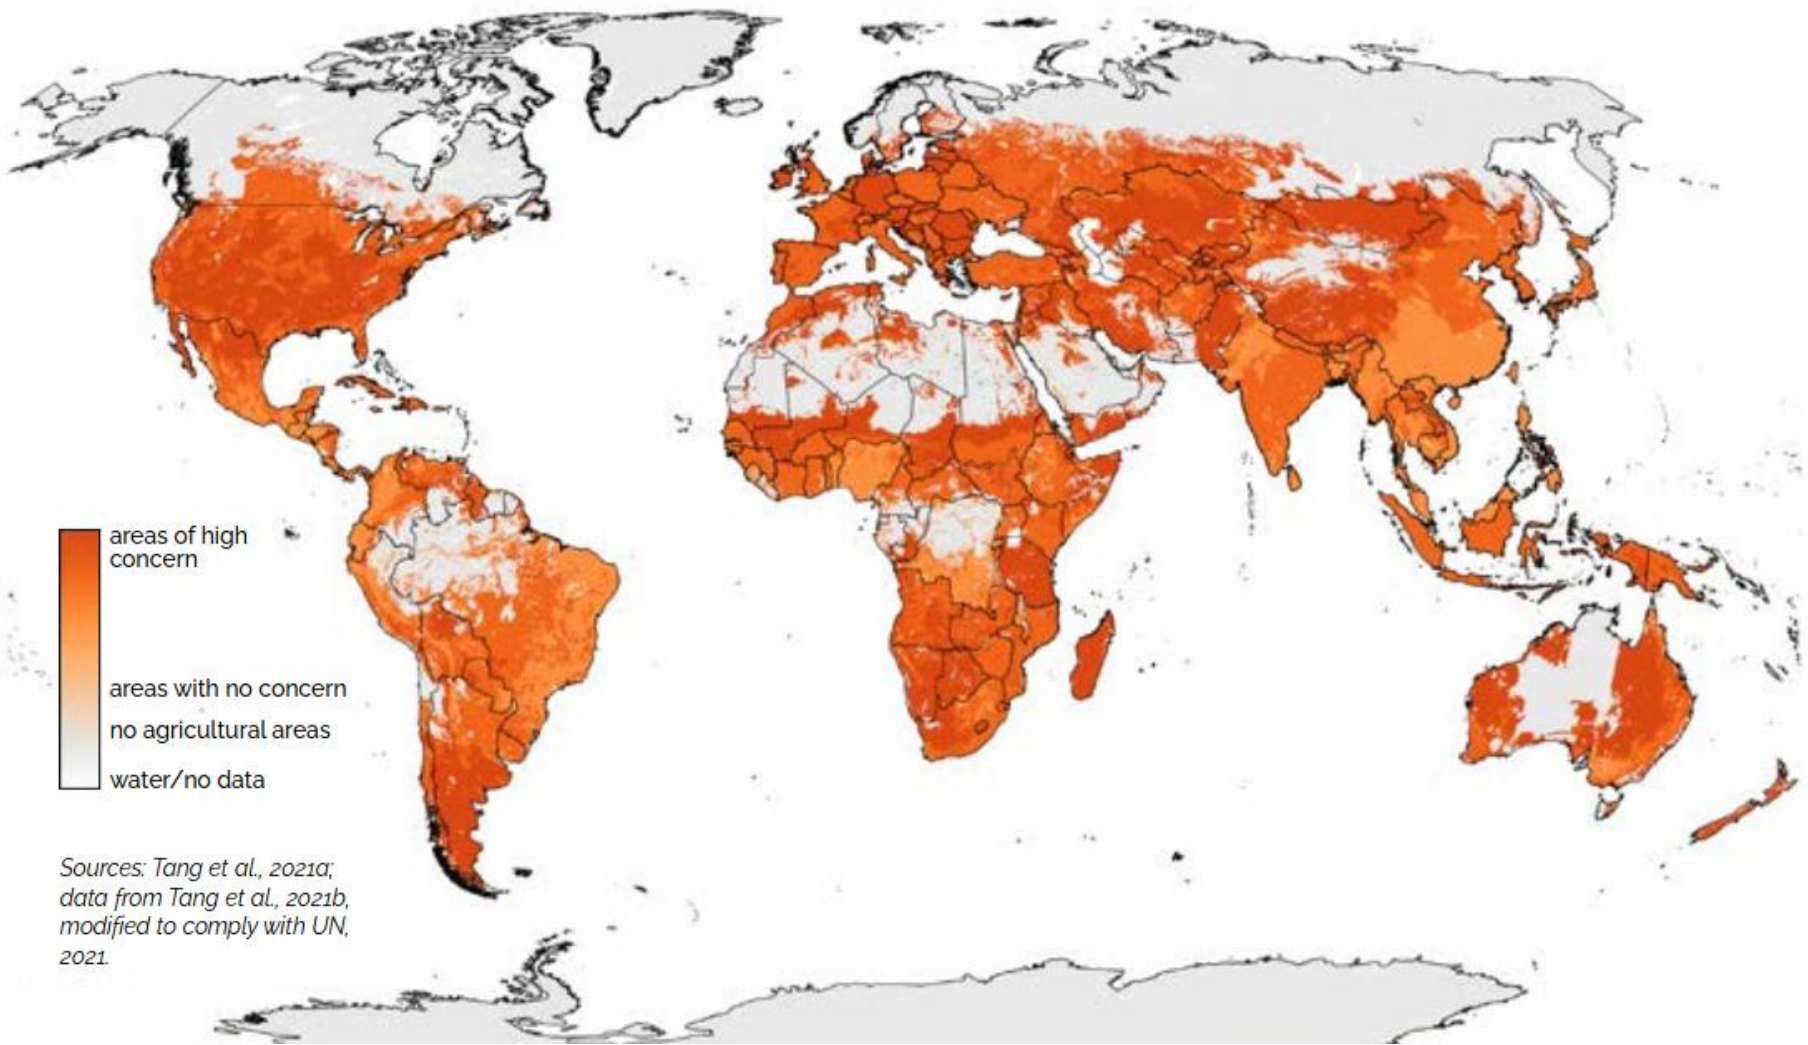 areas of high
concern
areas with no concern
no agricultural areas
water/no data
Sources: Tang et al., 2021a;
data from Tang et al., 2021b,
modified to comply with UN,
2021.